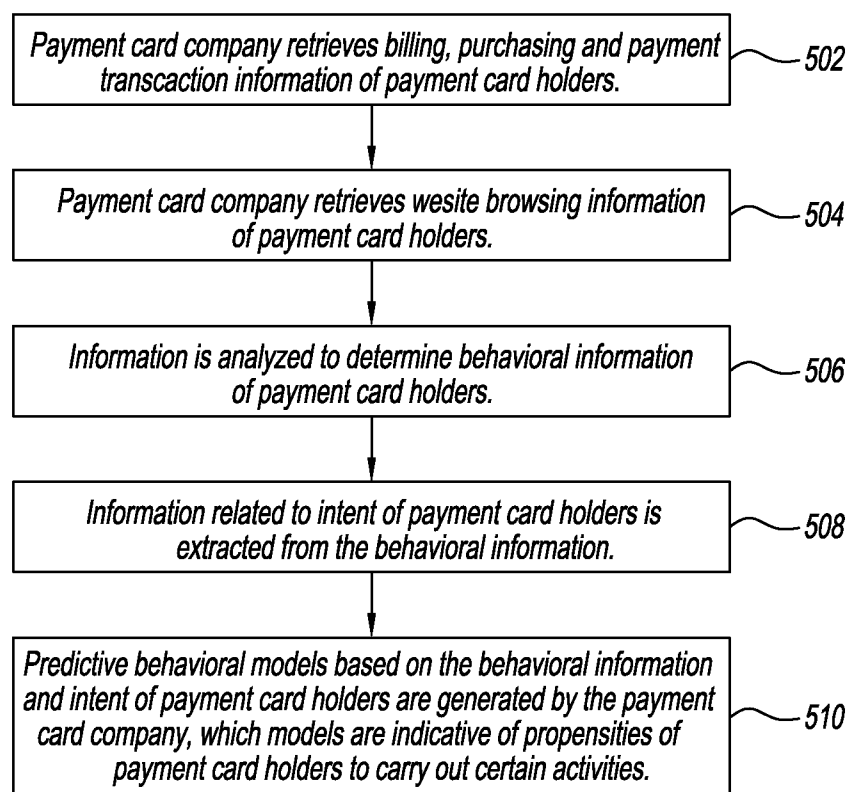 Payment card company retrieves billing, purchasing and payment
transcaction information of payment card holders.
502
Payment card company retrieves wesite browsing information
of payment card holders.
504
Information is analyzed to determine behavioral information
of payment card holders.
506
Information related to intent of payment card holders is
extracted from the behavioral information.
508
Predictive behavioral models based on the behavioral information
and intent of payment card holders are generated by the payment
card company, which models are indicative of propensities of
payment card holders to carry out certain activities.
510